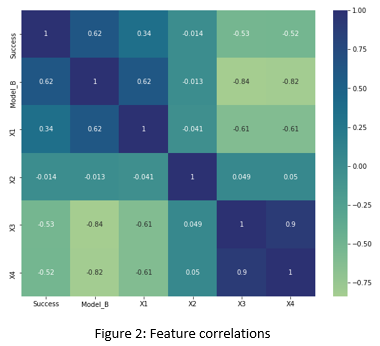 Success 1 0.62 0.34 -0.014 -0.53 -0.52
Model_B 0.62 1 0.62 -0.013 -0.84 -0.82
X1 0.34 0.62 1 -0.041 -0.61 -0.61
X2 -0.014 -0.013 -0.041 1 0.049 0.05
X3 -0.53 -0.84 -0.61 0.049 1 0.9
X4 -0.52 -0.82 -0.61 0.05 0.9 1
Success Model_B X1 X2 X3 X4
1.00
0.75
0.50
0.25
0.00
-0.25
-0.50
-0.75
Figure 2: Feature correlations